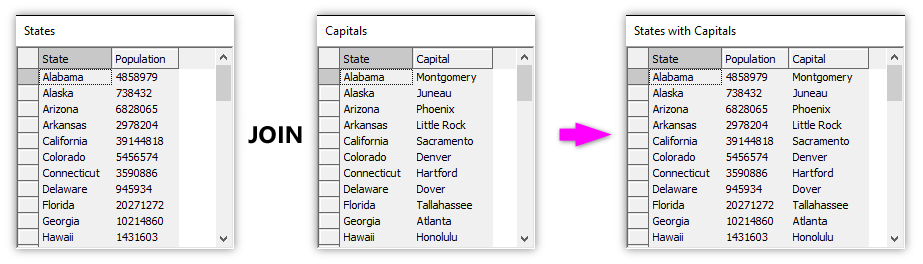 States
State Population
Alabama 4858979
Alaska 738432
Arizona 6828065
Arkansas 2978204
California 39144818
Colorado 5456574
Connecticut 3590886
Delaware 945934
Florida 20271272
Georgia 10214860
Hawaii 1431603
JOIN
Capitals
State Capital
Alabama Montgomery
Alaska Juneau
Arizona Phoenix
Arkansas Little Rock
California Sacramento
Colorado Denver
Connecticut Hartford
Delaware Dover
Florida Tallahassee
Georgia Atlanta
Hawaii Honolulu
States with Capitals
State Population Capital
Alabama 4858979 Montgomery
Alaska 738432 Juneau
Arizona 6828065 Phoenix
Arkansas 2978204 Little Rock
California 39144818 Sacramento
Colorado 5456574 Denver
Connecticut 3590886 Hartford
Delaware 945934 Dover
Florida 20271272 Tallahassee
Georgia 10214860 Atlanta
Hawaii 1431603 Honolulu